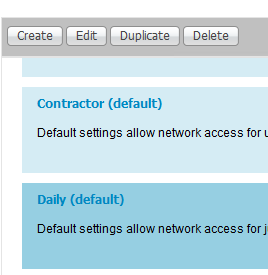 Create Edit Duplicate Delete
Contractor (default)
Default settings allow network access for
Daily (default)
Default settings allow network access for